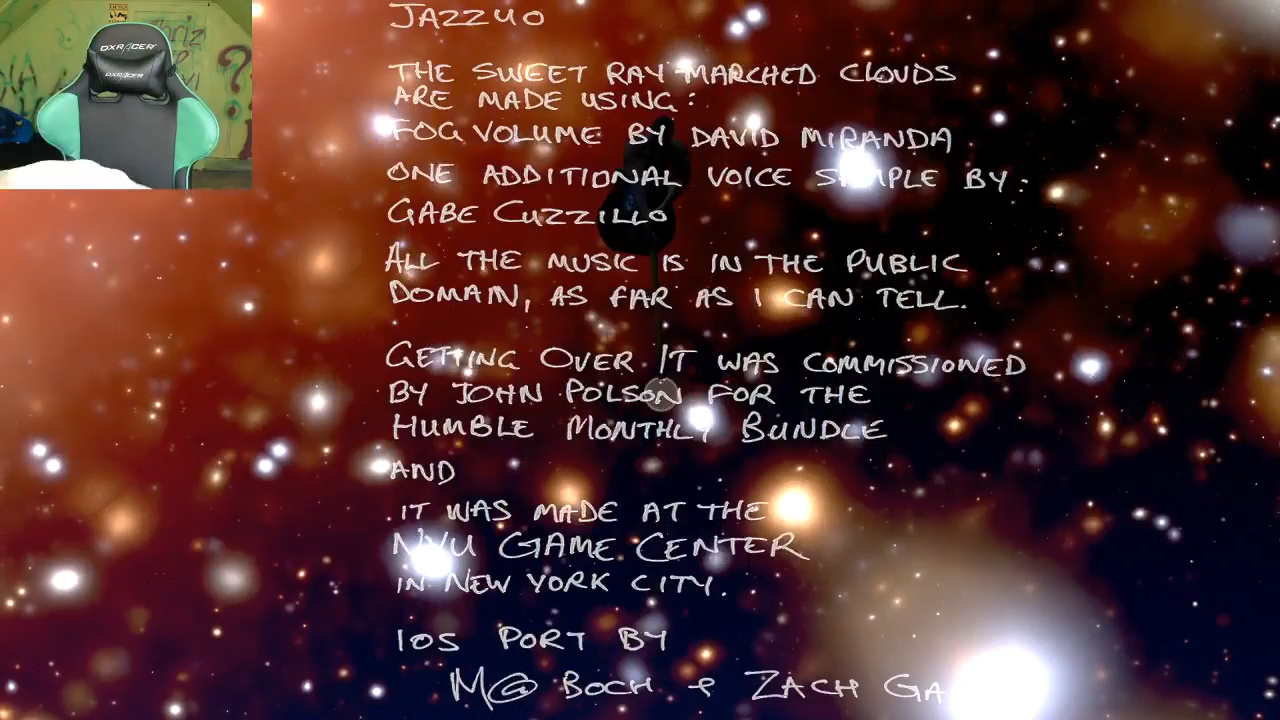 JAZZUO
THE SWEET RAY MARCHED CLOUDS
ARE MADE USING:
FOG VOLUME BY DAVID MIRANDA
ONE ADDITIONAL VOICE SAMPLE BY:
GABE CUZZILLO
ALL THE MUSIC IS IN THE PUBLIC
DOMAIN, AS FAR AS I CAN TELL.
GETTING OVER IT WAS COMMISSIONED
BY JOHN POLSON FOR THE
HUMBLE MONTHLY BUNDLE
AND
IT WAS MADE AT THE
NYU GAME CENTER
IN NEW YORK CITY.
IOS PORT BY
M@ BOCH & ZACH GA
DXRACER
DXRACER